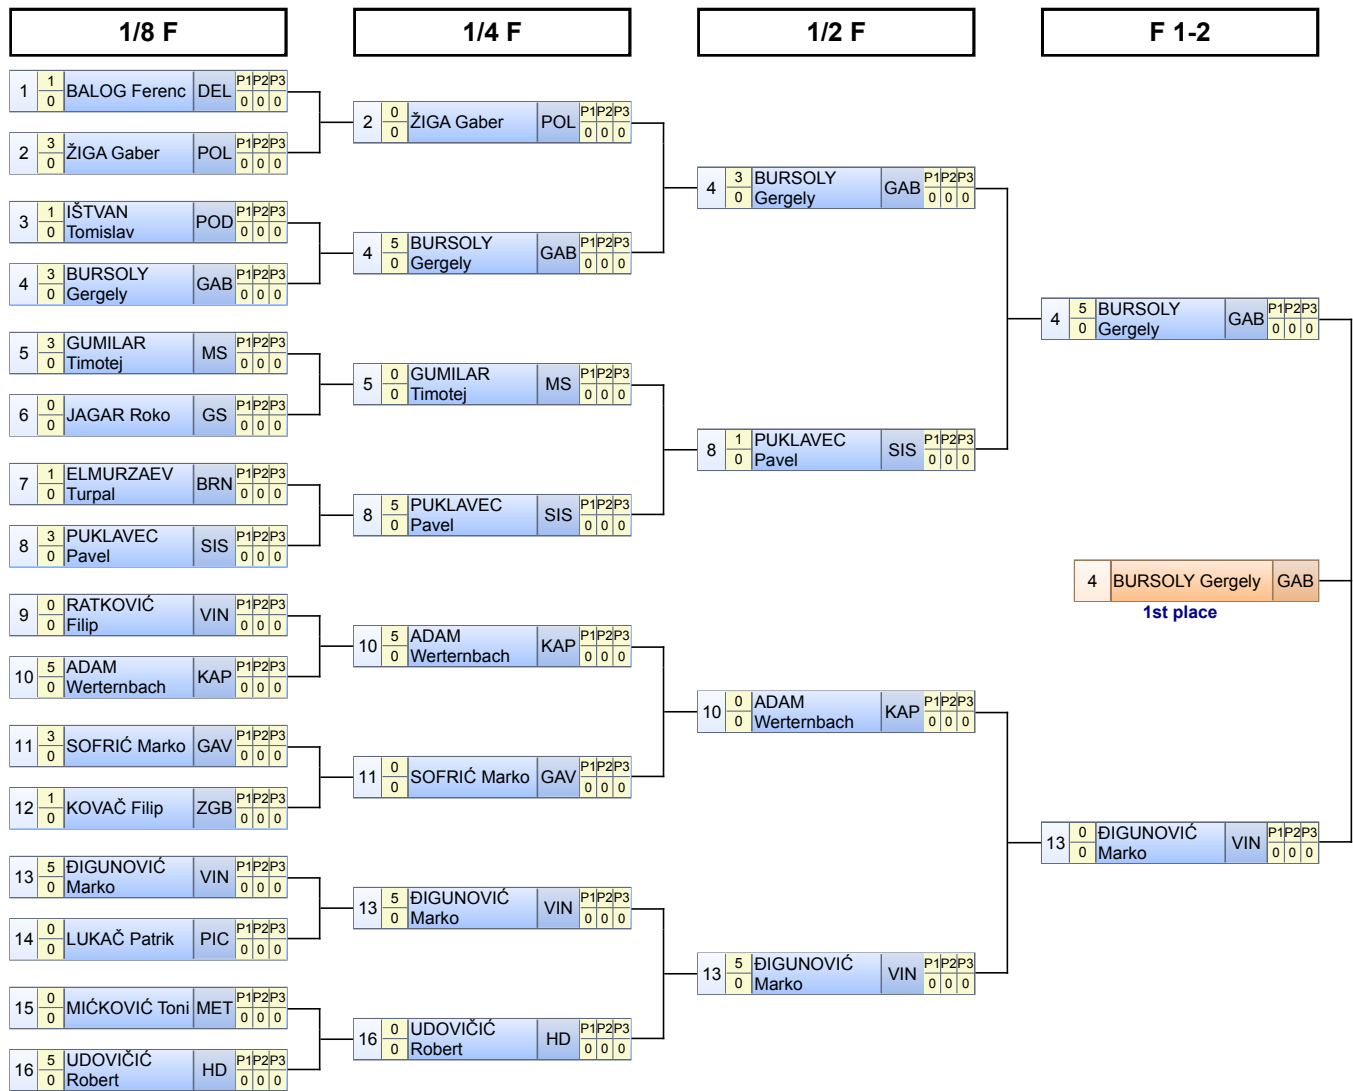 1/8 F
1/4 F
1/2 F
F 1-2
1 1 0 BALOG Ferenc DEL P1 P2 P3 0 0 0
2 3 0 ŽIGA Gaber POL P1 P2 P3 0 0 0
3 1 0 IŠTVAN
Tomislav POD P1 P2 P3 0 0 0
4 3 0 BURSOLY
Gergely GAB P1 P2 P3 0 0 0
5 3 0 GUMILAR
Timotej MS P1 P2 P3 0 0 0
6 0 0 JAGAR Roko GS P1 P2 P3 0 0 0
7 1 0 ELMURZAEV
Turpal BRN P1 P2 P3 0 0 0
8 3 0 PUKLAVEC
Pavel SIS P1 P2 P3 0 0 0
9 0 0 RATKOVIĆ
Filip VIN P1 P2 P3 0 0 0
10 5 0 ADAM
Werternbach KAP P1 P2 P3 0 0 0
11 3 0 SOFRIĆ Marko GAV P1 P2 P3 0 0 0
12 1 0 KOVAČ Filip ZGB P1 P2 P3 0 0 0
13 5 0 ĐIGUNOVIĆ
Marko VIN P1 P2 P3 0 0 0
14 0 0 LUKAČ Patrik PIC P1 P2 P3 0 0 0
15 0 0 MIĆKOVIĆ Toni MET P1 P2 P3 0 0 0
16 5 0 UDOVIČIĆ
Robert HD P1 P2 P3 0 0 0
2 0 0 ŽIGA Gaber POL P1 P2 P3 0 0 0
4 5 0 BURSOLY
Gergely GAB P1 P2 P3 0 0 0
5 0 0 GUMILAR
Timotej MS P1 P2 P3 0 0 0
8 5 0 PUKLAVEC
Pavel SIS P1 P2 P3 0 0 0
10 5 0 ADAM
Werternbach KAP P1 P2 P3 0 0 0
11 0 0 SOFRIĆ Marko GAV P1 P2 P3 0 0 0
13 5 0 ĐIGUNOVIĆ
Marko VIN P1 P2 P3 0 0 0
16 0 0 UDOVIČIĆ
Robert HD P1 P2 P3 0 0 0
4 3 0 BURSOLY
Gergely GAB P1 P2 P3 0 0 0
8 1 0 PUKLAVEC
Pavel SIS P1 P2 P3 0 0 0
10 0 0 ADAM
Werternbach KAP P1 P2 P3 0 0 0
13 5 0 ĐIGUNOVIĆ
Marko VIN P1 P2 P3 0 0 0
4 5 0 BURSOLY
Gergely GAB P1 P2 P3 0 0 0
4 BURSOLY Gergely GAB
1st place
13 0 0 ĐIGUNOVIĆ
Marko VIN P1 P2 P3 0 0 0